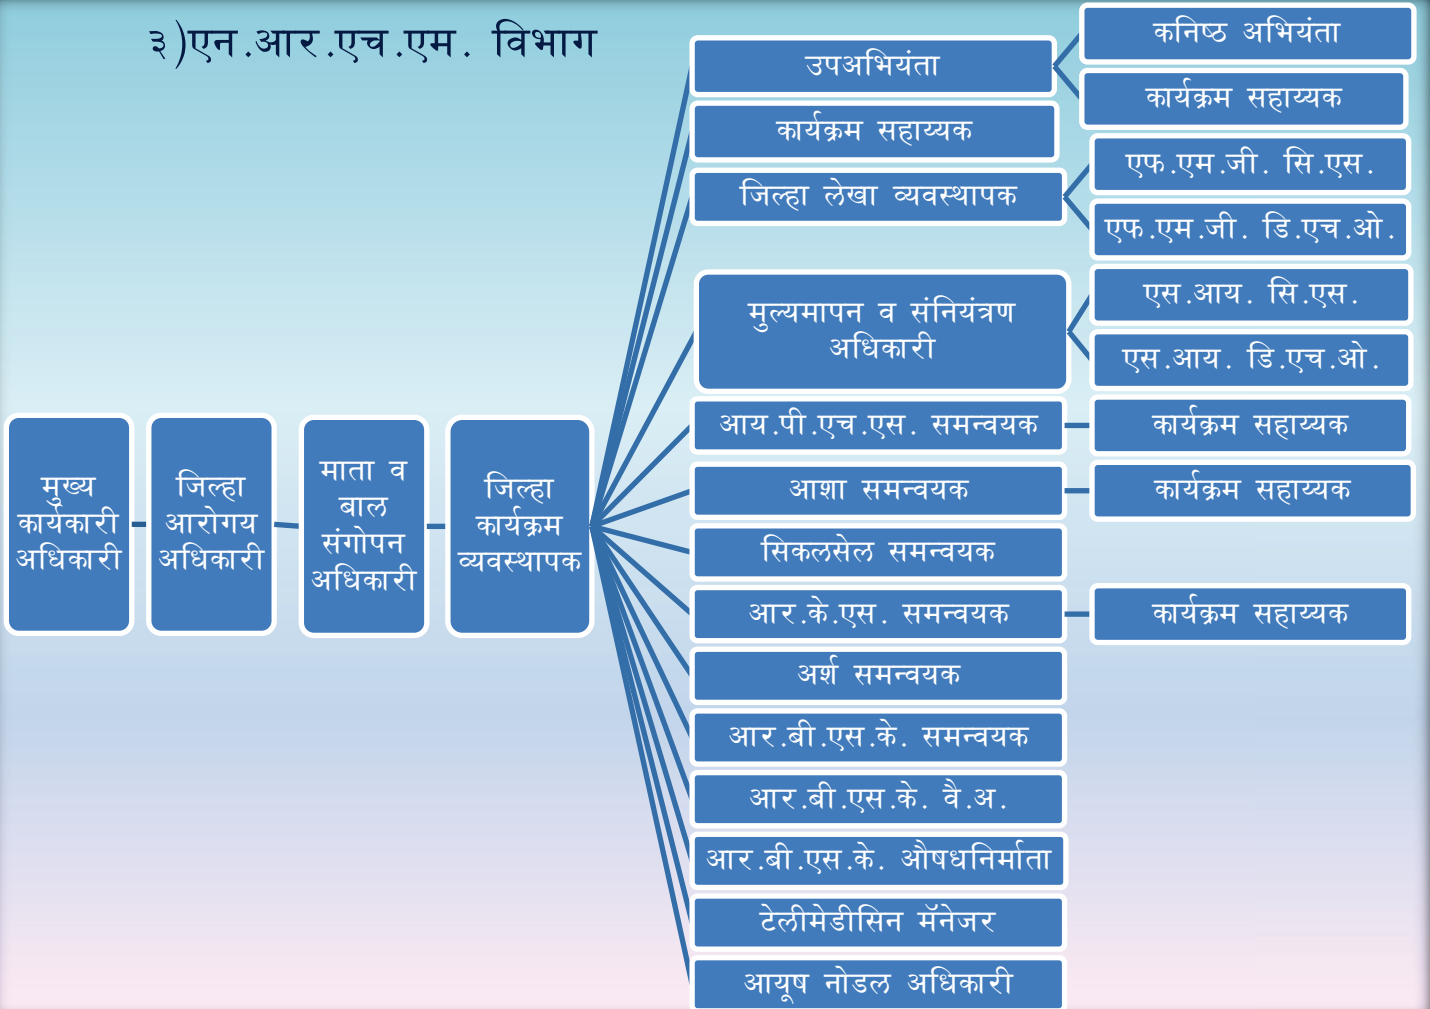 ३)एन.आर.एच.एम. विभाग
मुख्य
कार्यकारी
अधिकारी
जिल्हा
आरोगय
अधिकारी
माता व
बाल
संगोपन
अधिकारी
जिल्हा
कार्यक्रम
व्यवस्थापक
उपअभियंता
कनिष्ठ अभियंता
कार्यक्रम सहाय्यक
कार्यक्रम सहाय्यक
जिल्हा लेखा व्यवस्थापक
एफ.एम.जी. सि.एस.
एफ.एम.जी. डि.एच.ओ.
मुल्यमापन व संनियंत्रण
अधिकारी
एस.आय. सि.एस.
एस.आय. डि.एच.ओ.
आय.पी.एच.एस. समन्वयक
कार्यक्रम सहाय्यक
आशा समन्वयक
कार्यक्रम सहाय्यक
सिकलसेल समन्वयक
आर.के.एस. समन्वयक
कार्यक्रम सहाय्यक
अर्श समन्वयक
आर.बी.एस.के. समन्वयक
आर.बी.एस.के. वै.अ.
आर.बी.एस.के. औषधनिर्माता
टेलीमेडीसिन मॅनेजर
आयूष नोडल अधिकारी